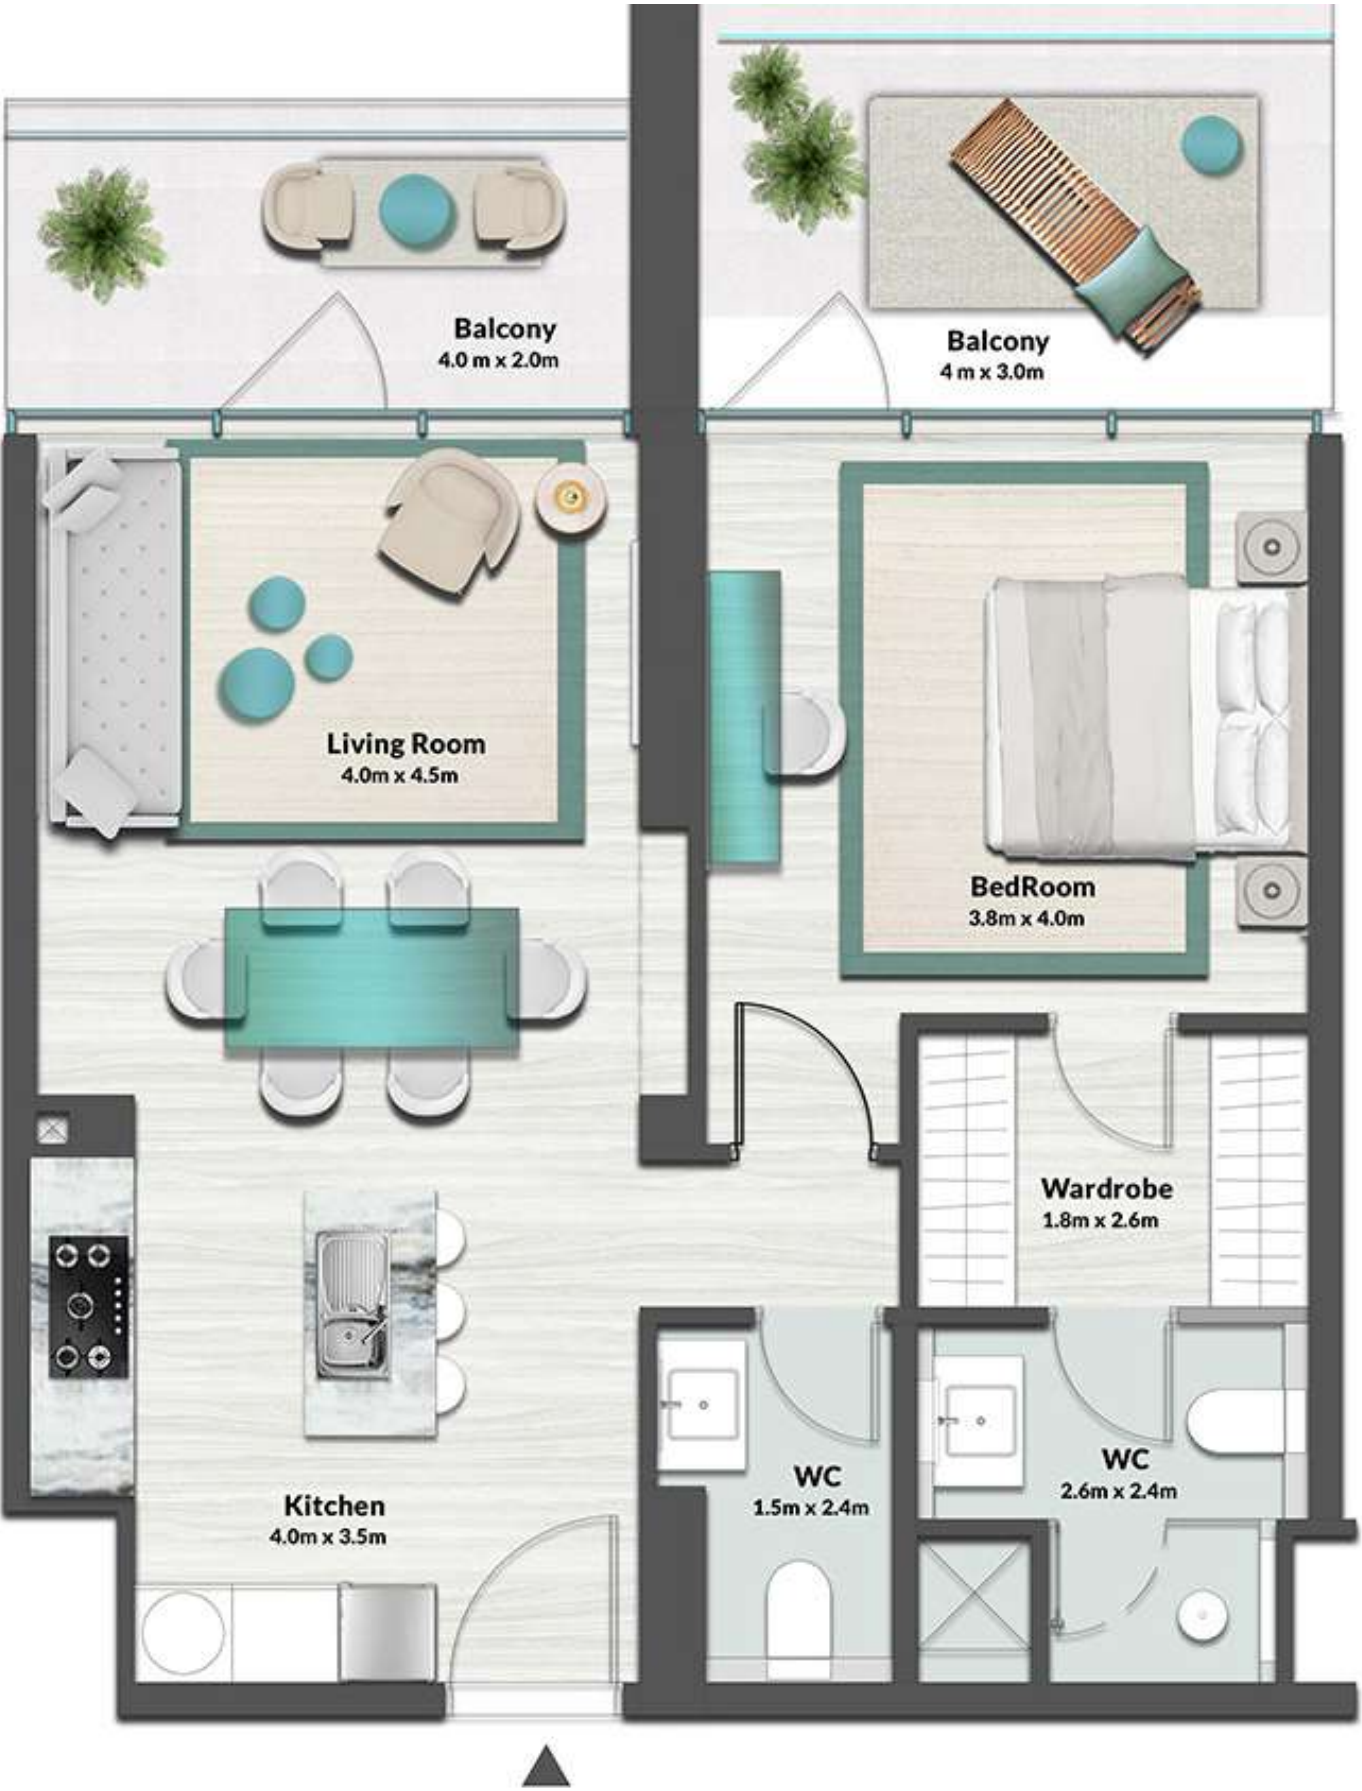 Balcony
4.0 m x 2.0m
Balcony
4 m x 3.0m
Living Room
4.0m x 4.5m
BedRoom
3.8m x 4.0m
Wardrobe
1.8m x 2.6m
WC
2.6m x 2.4m
WC
1.5m x 2.4m
Kitchen
4.0m x 3.5m